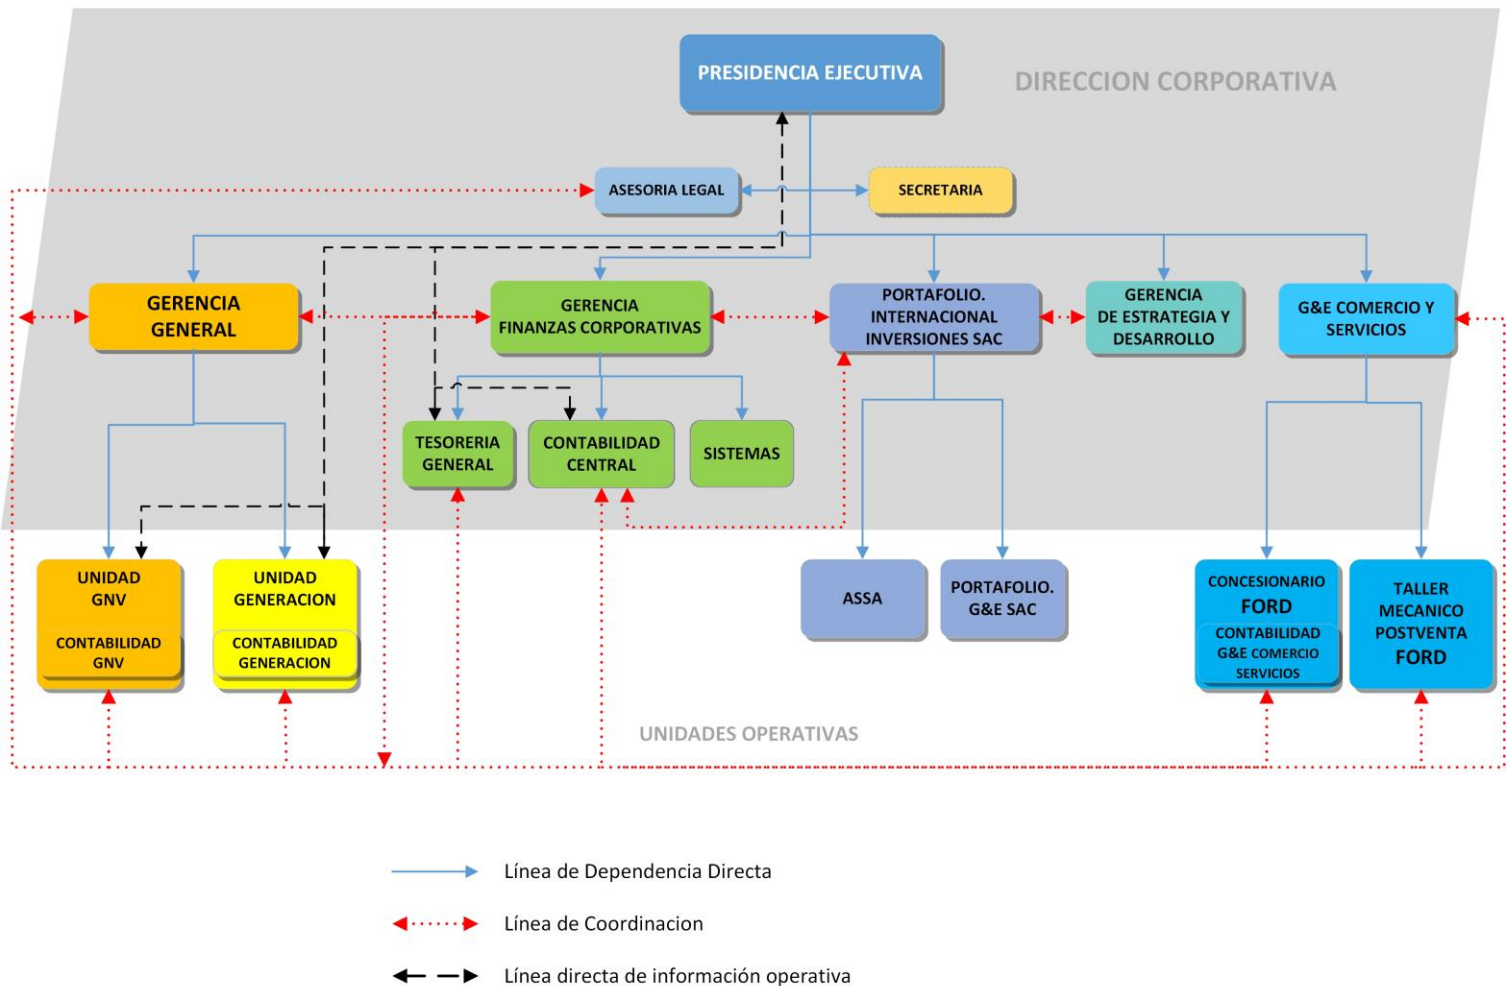 PRESIDENCIA EJECUTIVA
DIRECCION CORPORATIVA
ASESORIA LEGAL
SECRETARIA
GERENCIA
GENERAL
GERENCIA
FINANZAS CORPORATIVAS
PORTAFOLIO.
INTERNACIONAL
INVERSIONES SAC
GERENCIA
DE ESTRATEGIA Y
DESARROLLO
G&E COMERCIO Y
SERVICIOS
TESORERIA
GENERAL
CONTABILIDAD
CENTRAL
SISTEMAS
UNIDAD
GNV
CONTABILIDAD
GNV
UNIDAD
GENERACION
CONTABILIDAD
GENERACION
ASSA
PORTAFOLIO.
G&E SAC
CONCESIONARIO
FORD
CONTABILIDAD
G&E COMERCIO
SERVICIOS
TALLER
MECANICO
POSTVENTA
FORD
UNIDADES OPERATIVAS
Línea de Dependencia Directa
Línea de Coordinacion
Línea directa de información operativa